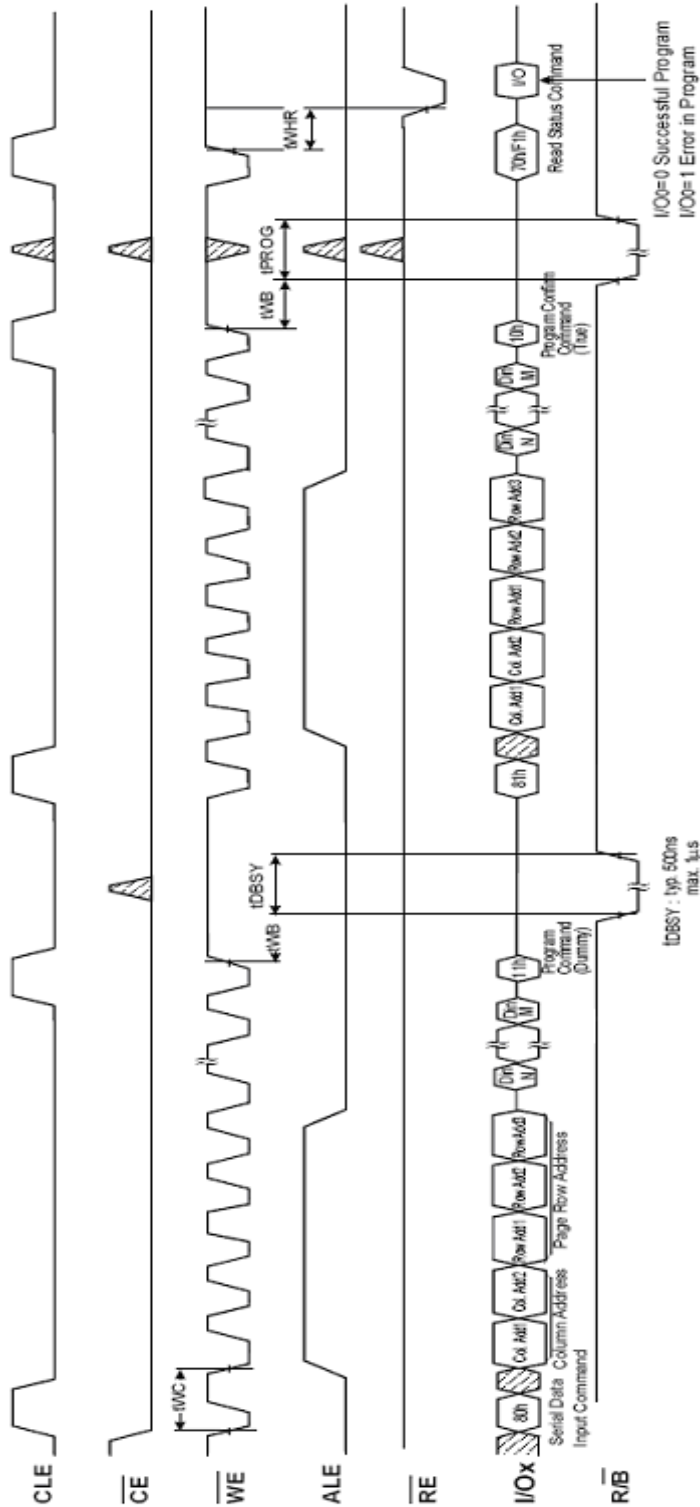 CLE
CE
WE
tWC
tWB
tDBSY
tWB
tPROG
tWHR
ALE
RE
I/Ox
80h
Col. Add1
Col. Add2
Row Add1
Row Add2
Row Add3
Din
N
Din
M
11h
81h
Col. Add1
Col. Add2
Row Add1
Row Add2
Row Add3
Din
N
Din
M
10h
70h/F1h
I/O
Serial Data
Input Command
Column Address
Page Row Address
Program
Command
(Dummy)
Program Confirm
Command
(True)
Read Status Command
R/B
tDBSY : typ. 500ns
max. 1μs
I/O0=0 Successful Program
I/O0=1 Error in Program